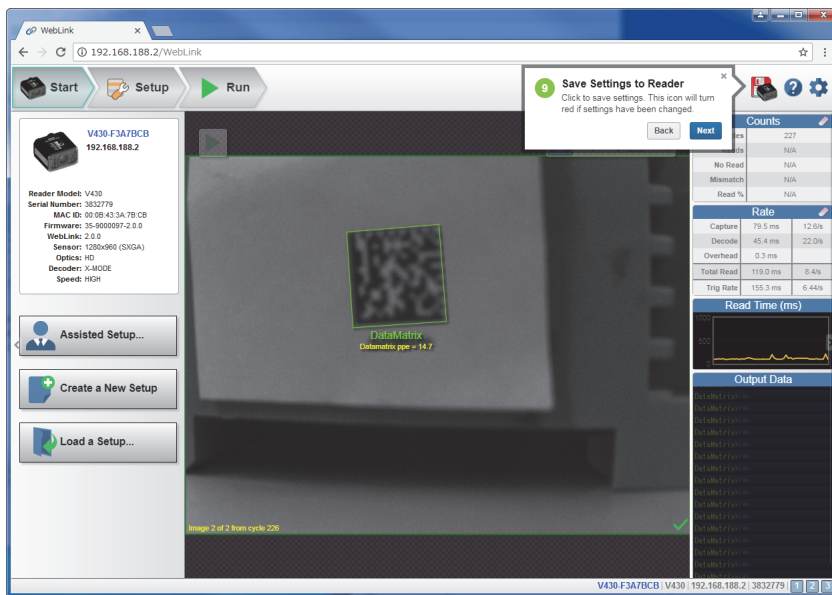 WebLink
192.168.188.2/WebLink
Start
Setup
Run
9
Save Settings to Reader
Click to save settings. This icon will turn
red if settings have been changed.
Back
Next
V430-F3A7BCB
192.168.188.2
Reader Model: V430
Serial Number: 3832779
MAC ID: 00:0B:43:3A:7B:CB
Firmware: 35-9000097-2.0.0
WebLink: 2.0.0
Sensor: 1280x960 (SXGA)
Optics: HD
Decoder: X-MODE
Speed: HIGH
Assisted Setup...
Create a New Setup
Load a Setup...
DataMatrix
Datamatrix ppe = 14.7
Image 2 of 2 from cycle 226
Counts
227
N/A
No Read N/A
Mismatch N/A
Read % N/A
Rate
Capture 79.5 ms 12.6/s
Decode 45.4 ms 22.0/s
Overhead 0.3 ms
Total Read 119.0 ms 8.4/s
Trig Rate 155.3 ms 6.44/s
Read Time (ms)
1000
500
0
Output Data
V430-F3A7BCB | V430 | 192.168.188.2 | 3832779 | 1 2 3